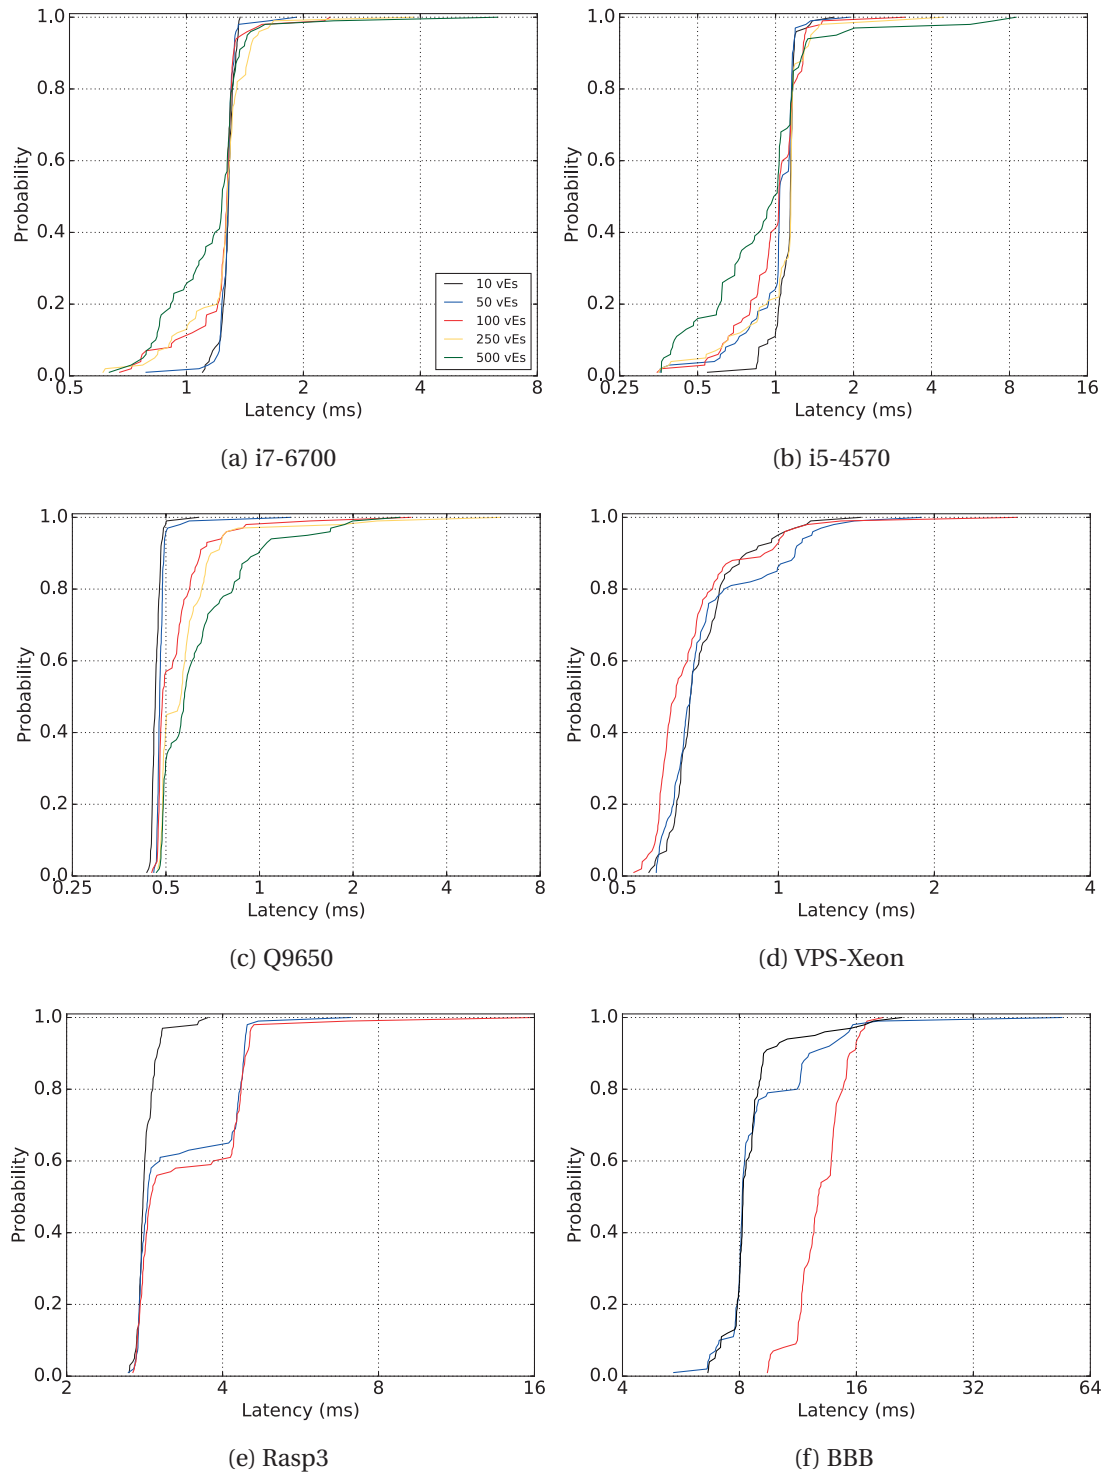 1.0
0.8
0.6
0.4
0.2
0.0
Probability
0.5 1 2 4 8
Latency (ms)
10 vEs
50 vEs
100 vEs
250 vEs
500 vEs
(a) i7-6700
1.0
0.8
0.6
0.4
0.2
0.0
Probability
0.25 0.5 1 2 4 8 16
Latency (ms)
(b) i5-4570
1.0
0.8
0.6
0.4
0.2
0.0
Probability
0.25 0.5 1 2 4 8
Latency (ms)
(c) Q9650
1.0
0.8
0.6
0.4
0.2
0.0
Probability
0.5 1 2 4
Latency (ms)
(d) VPS-Xeon
1.0
0.8
0.6
0.4
0.2
0.0
Probability
2 4 8 16
Latency (ms)
(e) Rasp3
1.0
0.8
0.6
0.4
0.2
0.0
Probability
4 8 16 32 64
Latency (ms)
(f) BBB